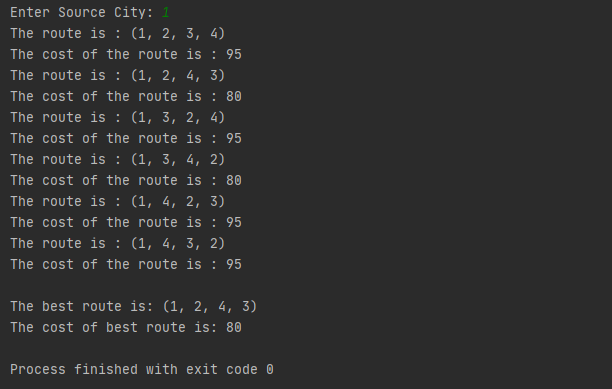 Enter Source City: 1
The route is : (1, 2, 3, 4)
The cost of the route is : 95
The route is : (1, 2, 4, 3)
The cost of the route is : 80
The route is : (1, 3, 2, 4)
The cost of the route is : 95
The route is : (1, 3, 4, 2)
The cost of the route is : 80
The route is : (1, 4, 2, 3)
The cost of the route is : 95
The route is : (1, 4, 3, 2)
The cost of the route is : 95
The best route is: (1, 2, 4, 3)
The cost of best route is: 80
Process finished with exit code 0